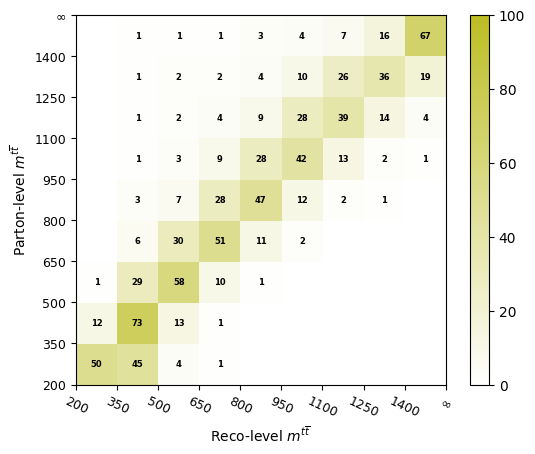 ∞
1 1 1 3 4 7 16 67
1400
1 2 2 4 10 26 36 19
1250
1 2 4 9 28 39 14 4
1100
1 3 9 28 42 13 2 1
950
3 7 28 47 12 2 1
800
6 30 51 11 2
650
1 29 58 10 1
500
12 73 13 1
350
50 45 4 1
200
200 350 500 650 800 950 1100 1250 1400 ∞
Reco-level m^{tt̅}
Parton-level m^{tt̅}
100
80
60
40
20
0